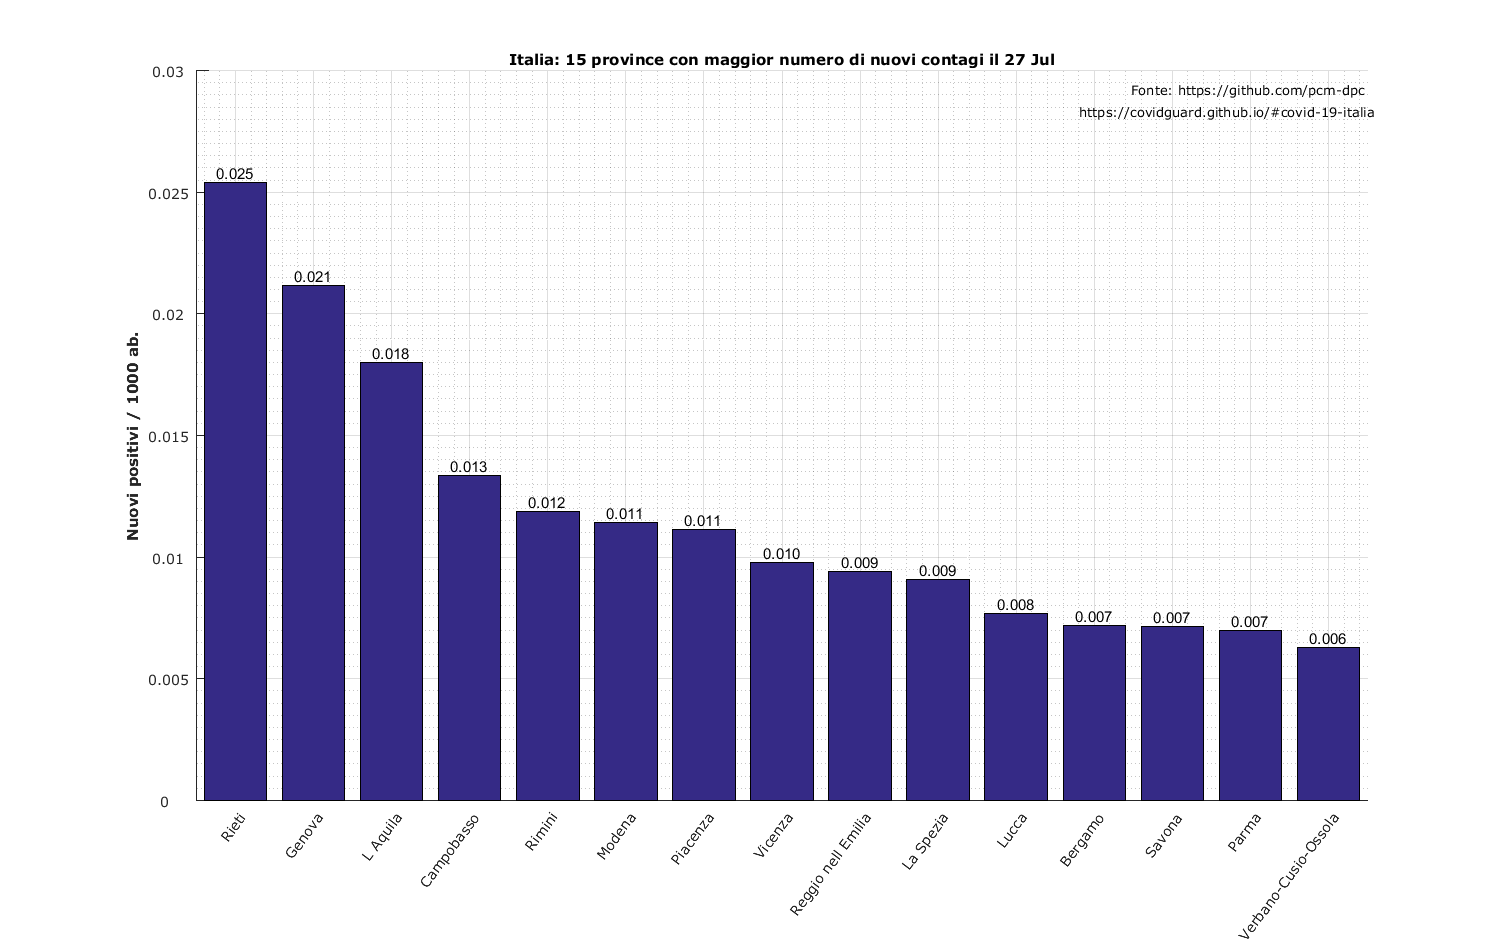 Italia: 15 province con maggior numero di nuovi contagi il 27 Jul
Fonte: https://github.com/pcm-dpc
https://covidguard.github.io/#covid-19-italia
Nuovi positivi / 1000 ab.
0.03
0.025
0.02
0.015
0.01
0.005
0
0.025
0.021
0.018
0.013
0.012
0.011
0.011
0.010
0.009
0.009
0.008
0.007
0.007
0.007
0.006
Rieti
Genova
L Aquila
Campobasso
Rimini
Modena
Piacenza
Vicenza
Reggio nell Emilia
La Spezia
Lucca
Bergamo
Savona
Parma
Verbano-Cusio-Ossola